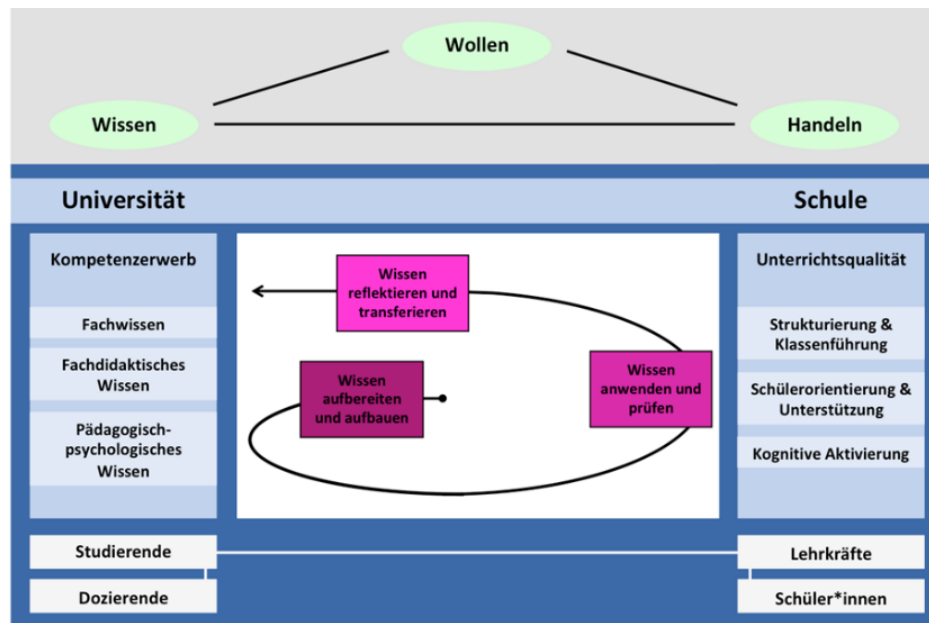 Wollen
Wissen
Handeln
Universität
Schule
Kompetenzerwerb
Fachwissen
Fachdidaktisches
Wissen
Pädagogisch-
psychologisches
Wissen
Wissen
reflektieren und
transferieren
Wissen
aufbereiten
und aufbauen
Wissen
anwenden und
prüfen
Unterrichtsqualität
Strukturierung &
Klassenführung
Schülerorientierung &
Unterstützung
Kognitive Aktivierung
Studierende
Dozierende
Lehrkräfte
Schüler*innen